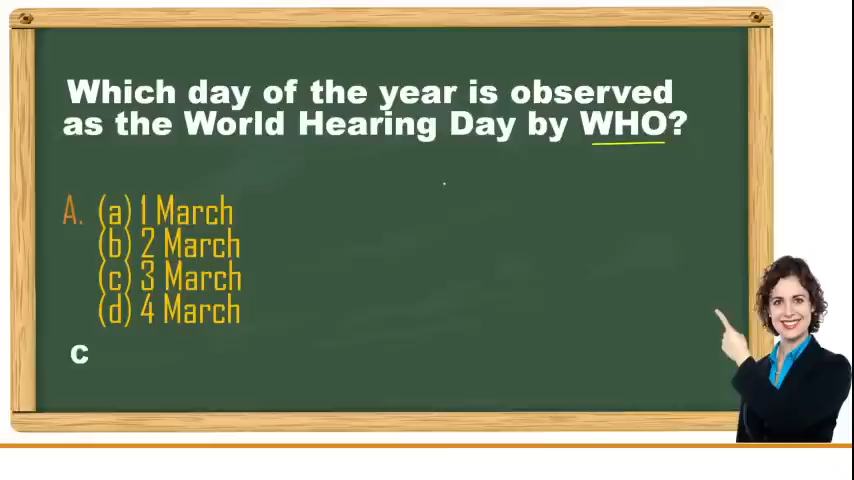 Which day of the year is observed
as the World Hearing Day by WHO?
A. (a) 1 March
(b) 2 March
(c) 3 March
(d) 4 March
C